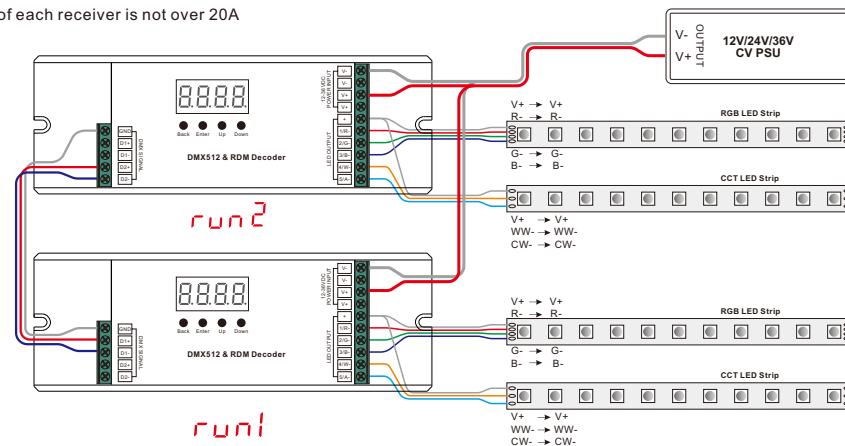 of each receiver is not over 20A
V-
V+
OUTPUT
12V/24V/36V
CV PSU
8.8.8.8.
Back Enter Up Down
DMX512 & RDM Decoder
GND
D1+
D1-
D2+
D2-
DMX SIGNAL
12-36VDC
POWER INPUT
V-
V-
V+
V+
LED OUTPUT
+
1/R-
2/G-
3/B-
4/W-
5/A-
V+ → V+
R- → R-
RGB LED Strip
G- → G-
B- → B-
CCT LED Strip
V+ → V+
WW- → WW-
CW- → CW-
run2
8.8.8.8.
Back Enter Up Down
DMX512 & RDM Decoder
GND
D1+
D1-
D2+
D2-
DMX SIGNAL
12-36VDC
POWER INPUT
V-
V-
V+
V+
LED OUTPUT
+
1/R-
2/G-
3/B-
4/W-
5/A-
V+ → V+
R- → R-
RGB LED Strip
G- → G-
B- → B-
CCT LED Strip
V+ → V+
WW- → WW-
CW- → CW-
run1